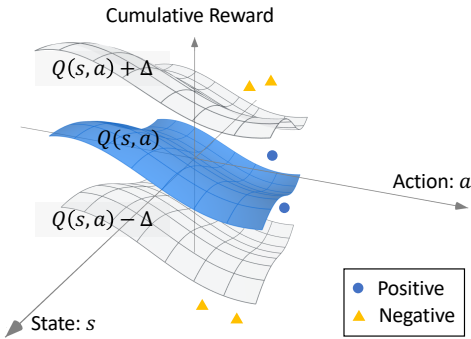 Cumulative Reward
Q(s, a) + Δ
Q(s, a)
Action: a
Q(s, a) − Δ
State: s
Positive
Negative